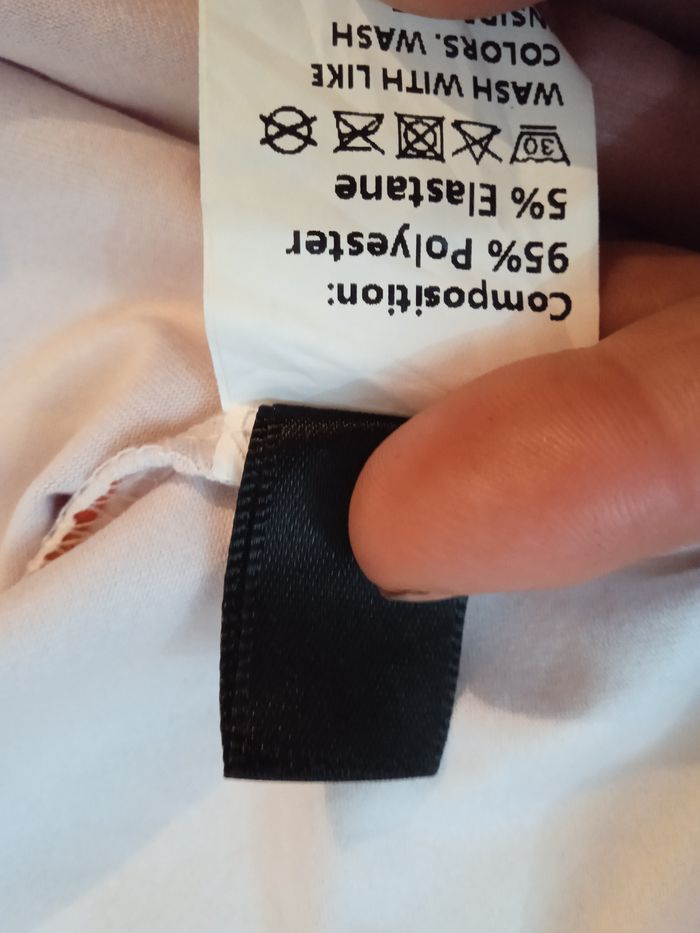 Composition:
95% Polyester
5% Elastane
30
WASH WITH LIKE
COLORS. WASH